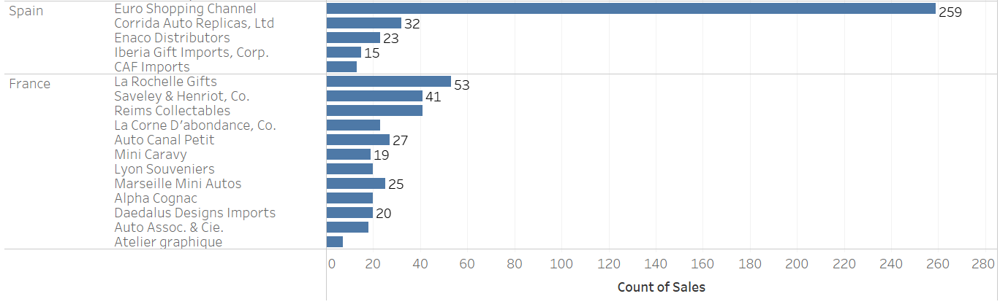 Spain Euro Shopping Channel 259
Corrida Auto Replicas, Ltd 32
Enaco Distributors 23
Iberia Gift Imports, Corp. 15
CAF Imports
France La Rochelle Gifts 53
Saveley & Henriot, Co. 41
Reims Collectables
La Corne D'abondance, Co.
Auto Canal Petit 27
Mini Caravy 19
Lyon Souveniers
Marseille Mini Autos 25
Alpha Cognac
Daedalus Designs Imports 20
Auto Assoc. & Cie.
Atelier graphique
0 20 40 60 80 100 120 140 160 180 200 220 240 260 280
Count of Sales